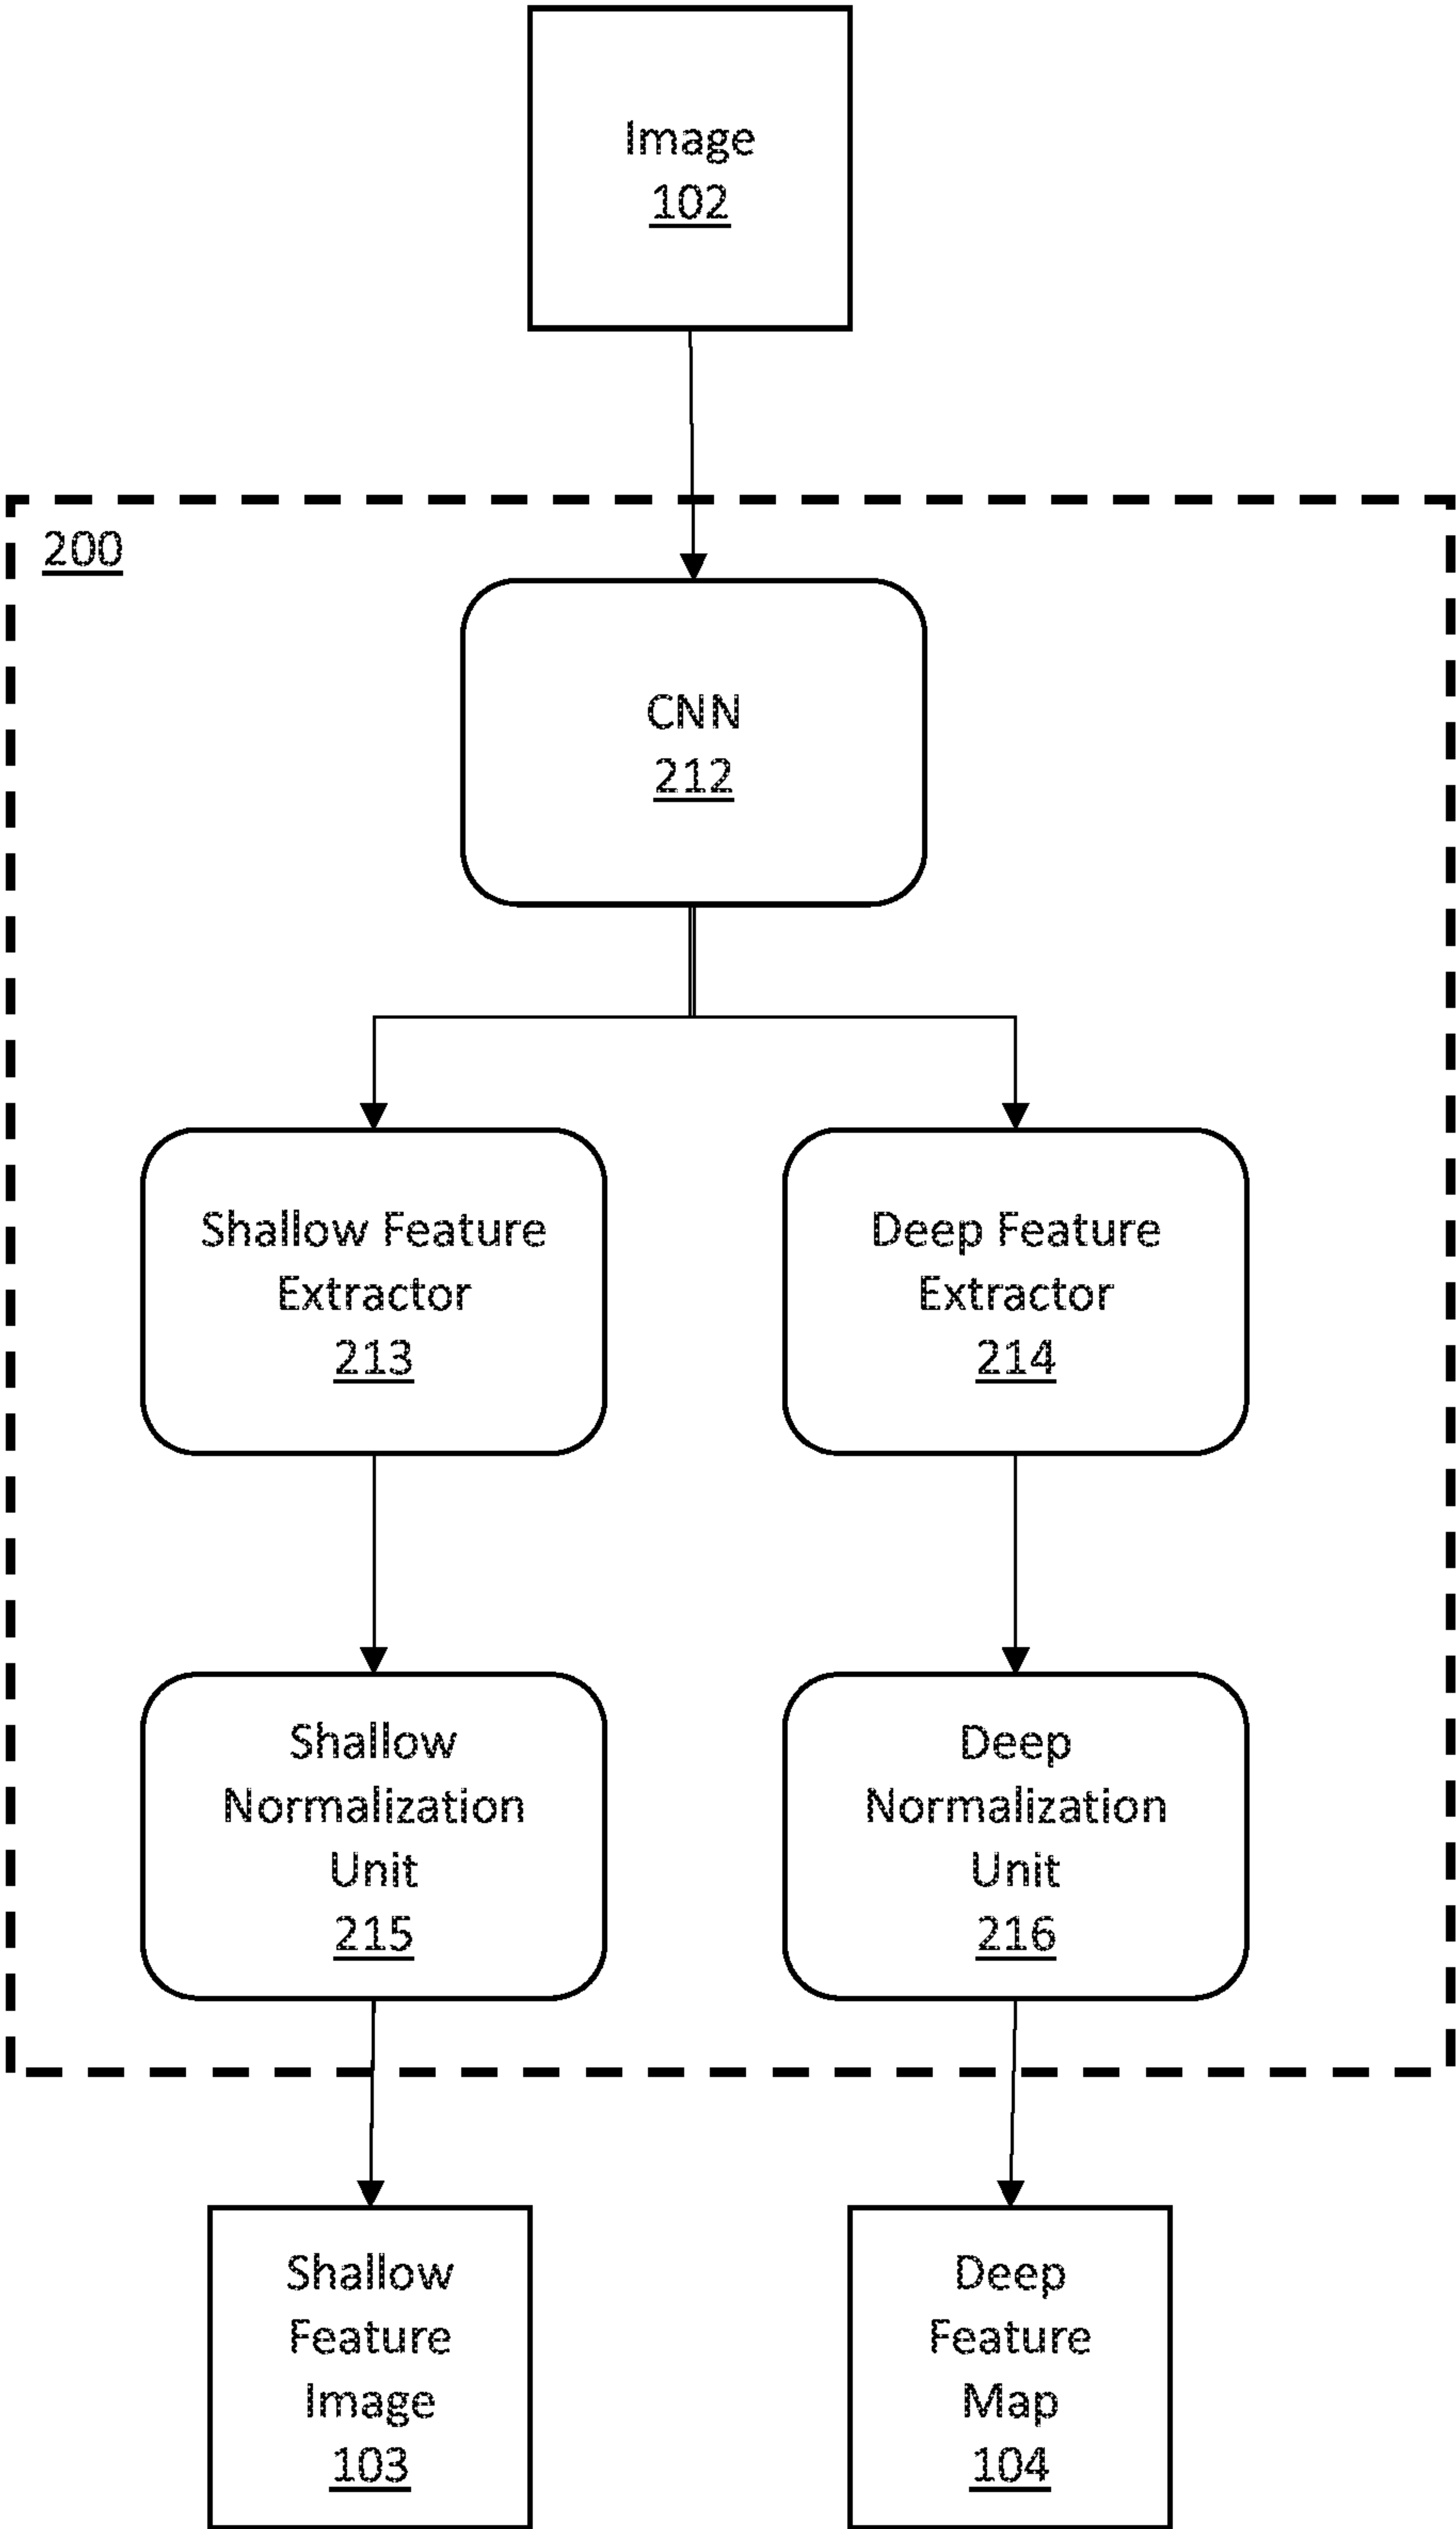 Image
102
200
CNN
212
Shallow Feature
Extractor
213
Deep Feature
Extractor
214
Shallow
Normalization
Unit
215
Deep
Normalization
Unit
216
Shallow
Feature
Image
103
Deep
Feature
Map
104